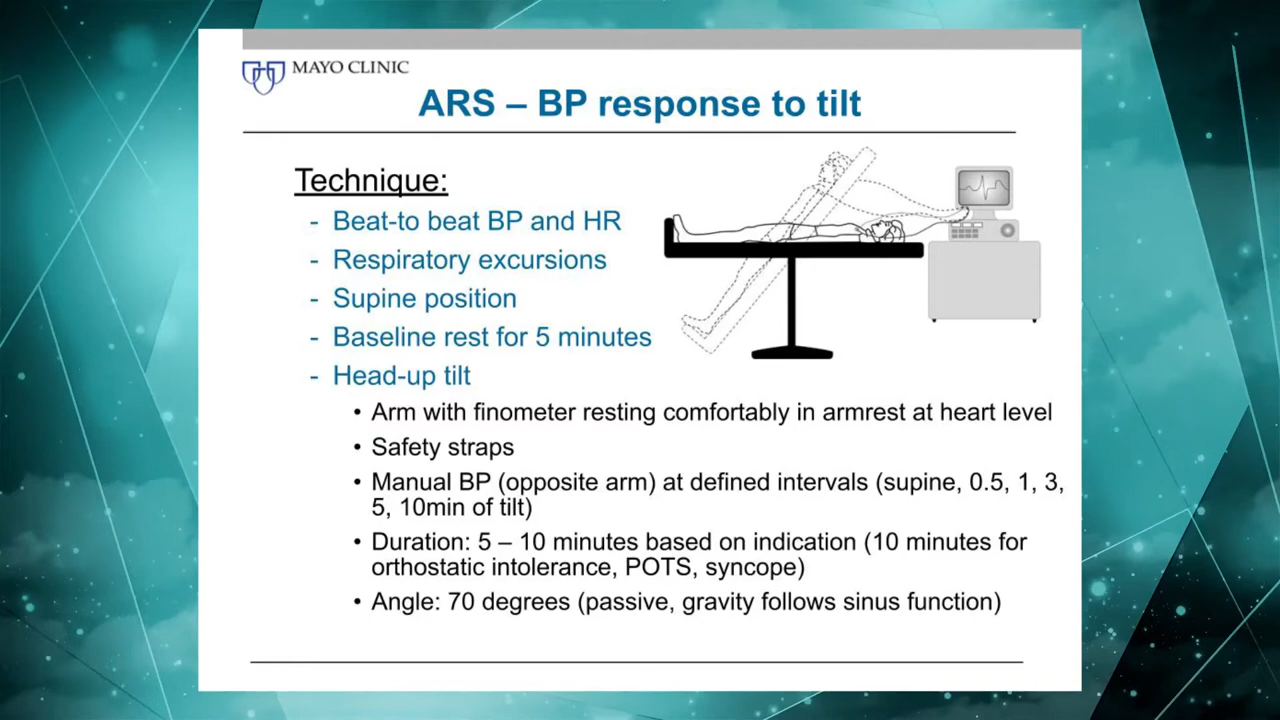 MAYO CLINIC
ARS – BP response to tilt
Technique:
- Beat-to beat BP and HR
- Respiratory excursions
- Supine position
- Baseline rest for 5 minutes
- Head-up tilt
• Arm with finometer resting comfortably in armrest at heart level
• Safety straps
• Manual BP (opposite arm) at defined intervals (supine, 0.5, 1, 3,
5, 10min of tilt)
• Duration: 5 – 10 minutes based on indication (10 minutes for
orthostatic intolerance, POTS, syncope)
• Angle: 70 degrees (passive, gravity follows sinus function)